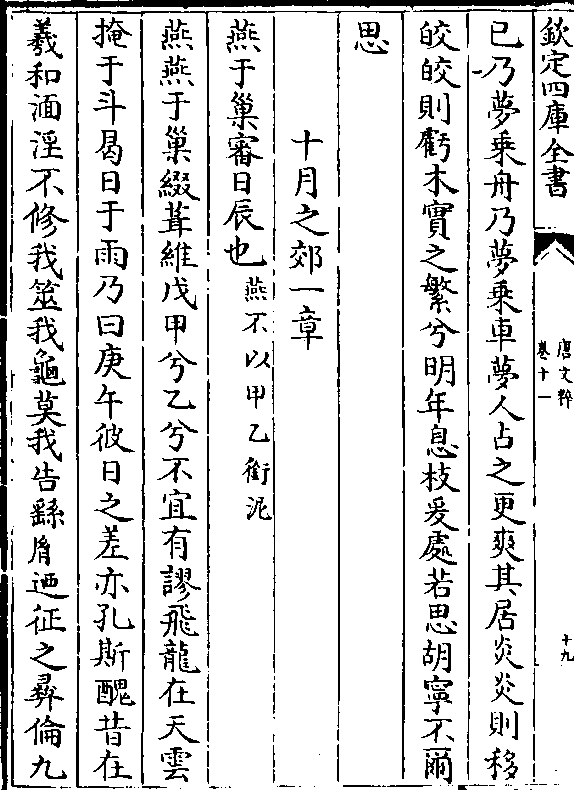 欽定四庫全書
唐文粹
卷十一
十九
已乃夢乘舟乃夢乘車夢人占之更爽其居炎炎則移
皎皎則虧木實之繁兮明年息枝爰處若思胡寧不爾
思
十月之郊一章
燕于巢審日辰也燕不以甲乙銜泥
燕燕于巢綴葺維戊甲兮乙兮不宜有謬飛龍在天雲
掩于斗曷日于雨乃曰庚午彼日之差亦孔斯醜昔在
羲和湎淫不修我筮我龜莫我告繇胤迺征之彛倫九